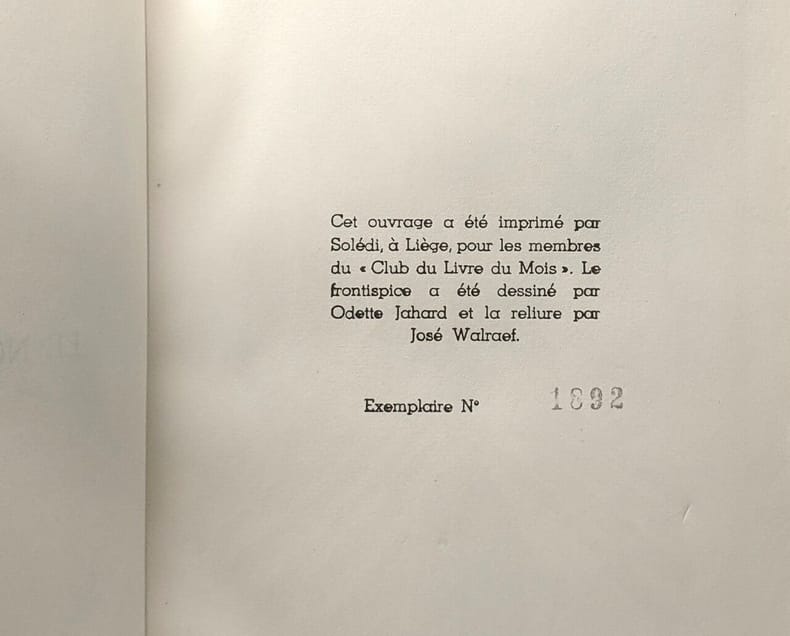 Cet ouvrage a été imprimé par
Solédi, à Liège, pour les membres
du « Club du Livre du Mois ». Le
frontispice a été dessiné par
Odette Jahard et la reliure par
José Walraef.
Exemplaire N° 1892